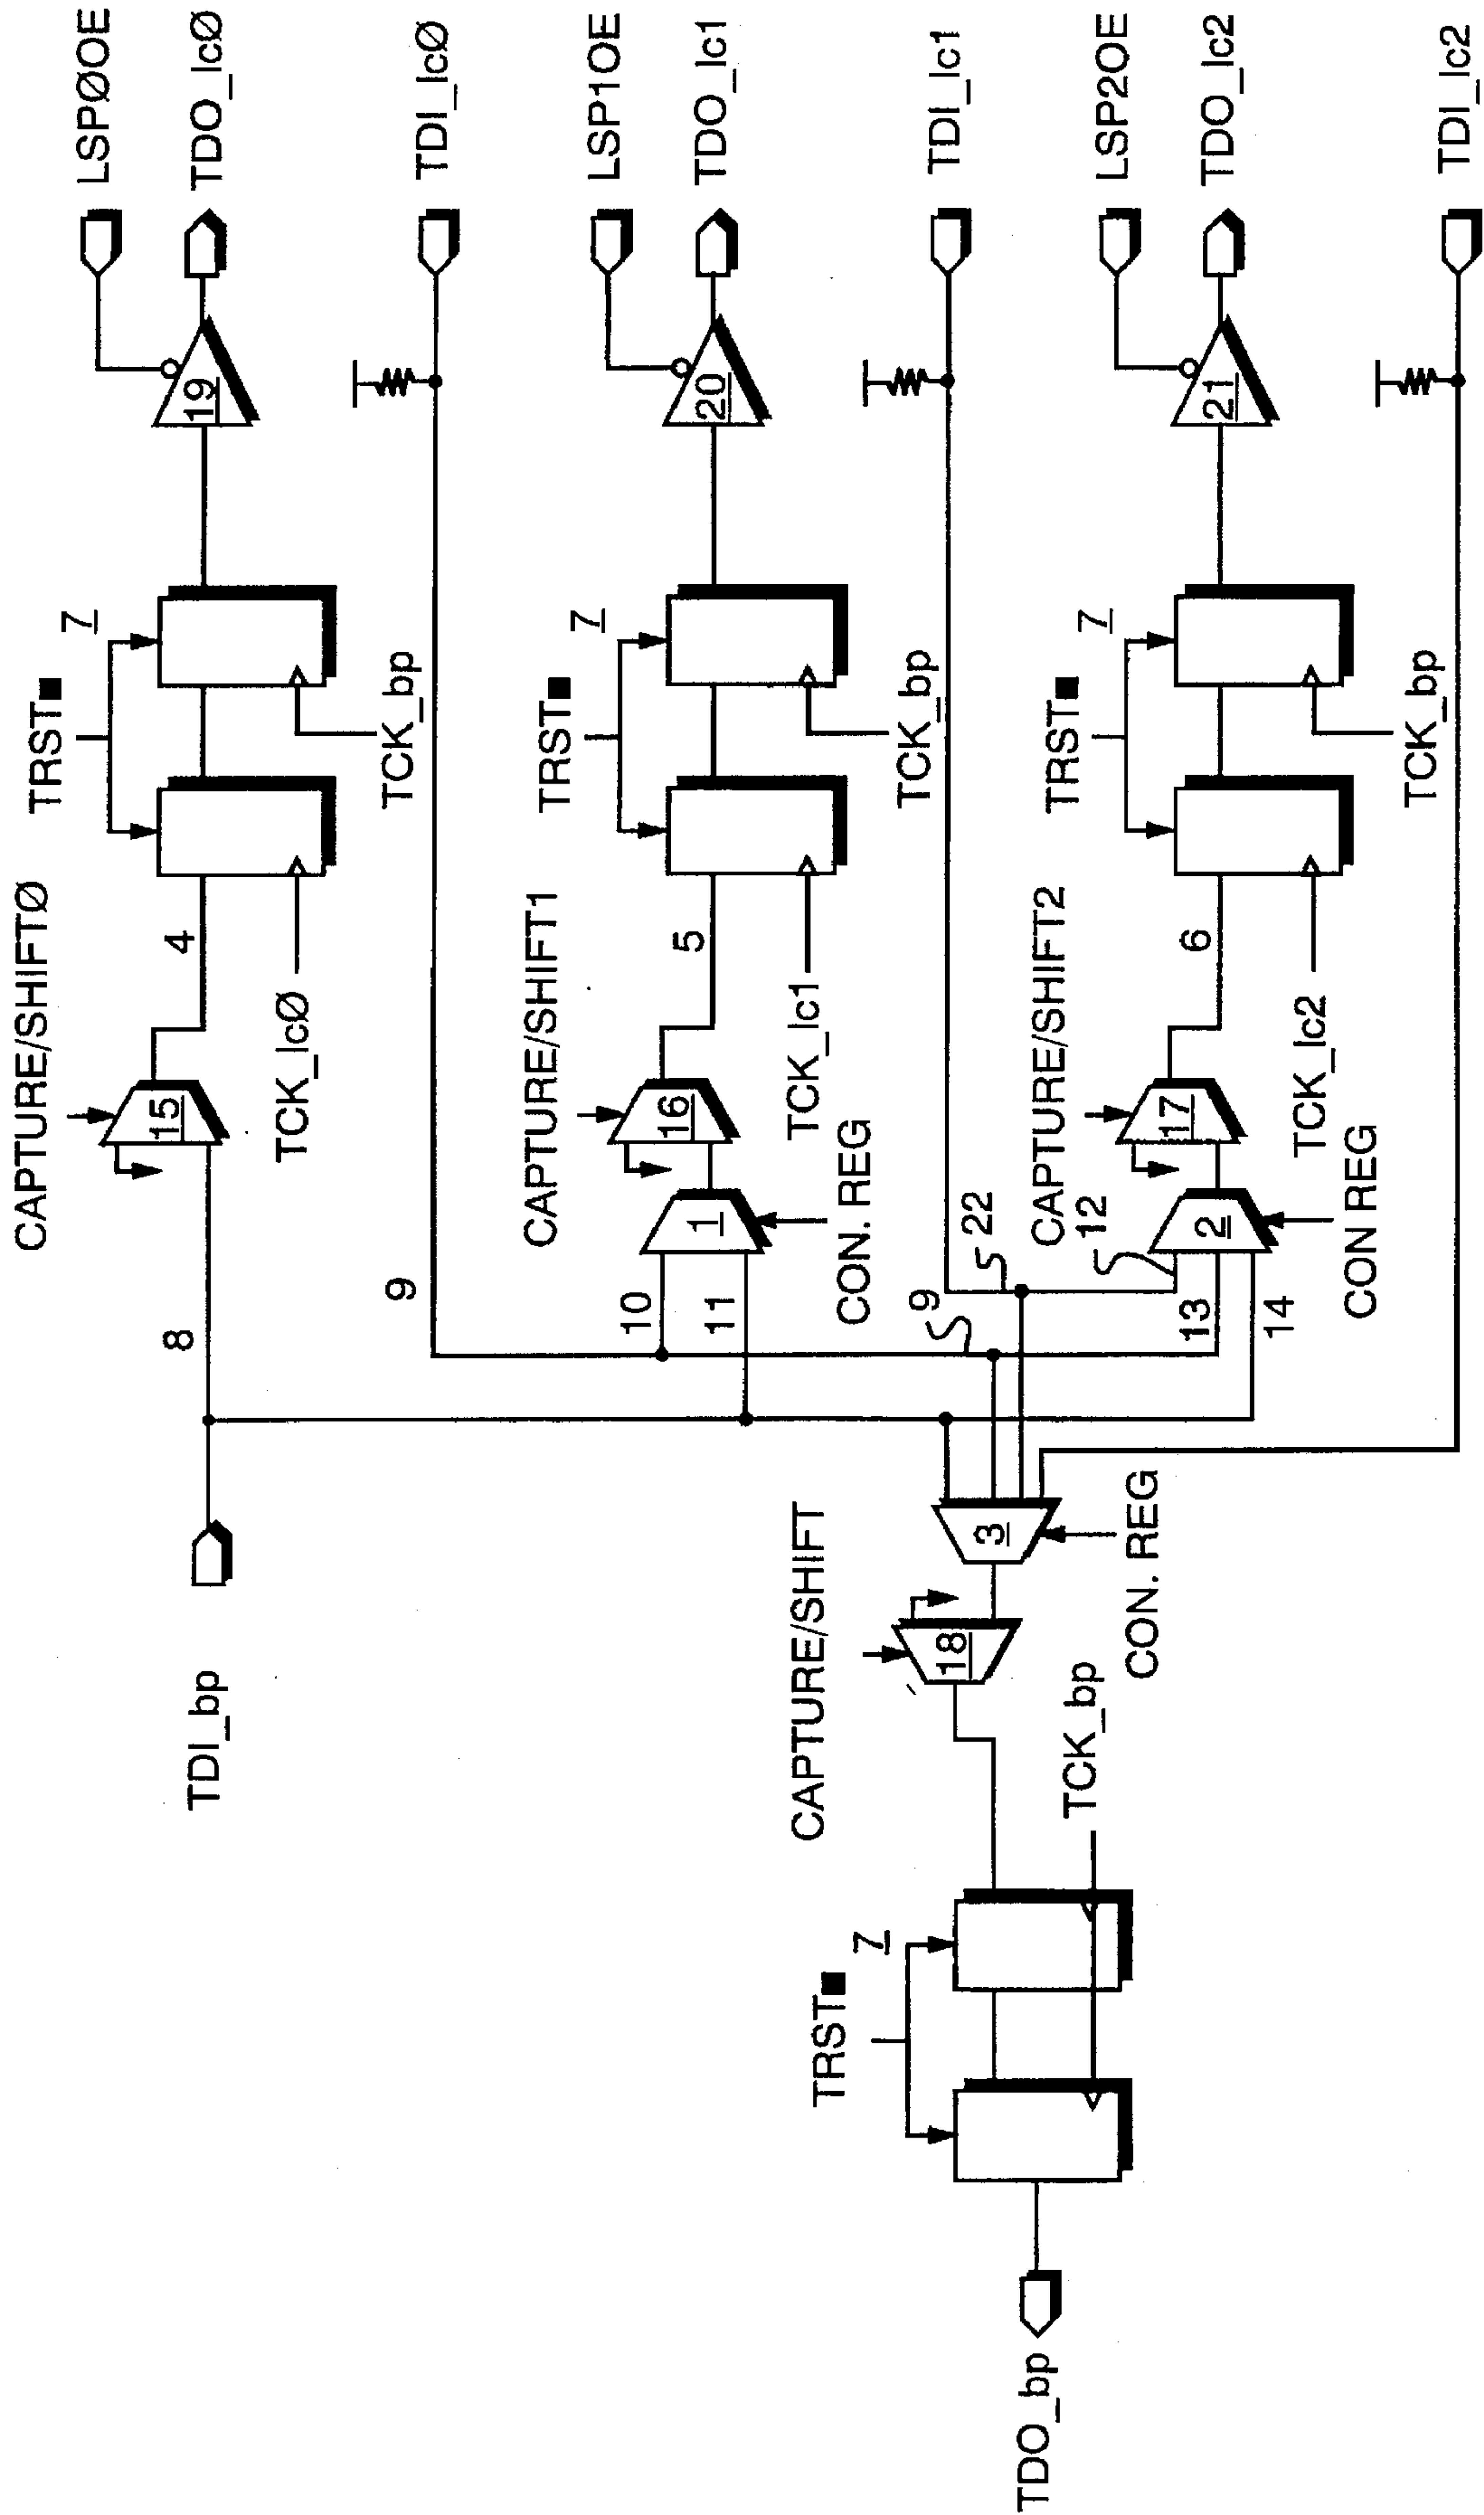 LSPØOE
TDO_lcØ
TDI_lcØ
LSP1OE
TDO_lc1
TDI_lc1
LSP2OE
TDO_lc2
TDI_lc2
19
20
21
7
TRST■
TCK_bp
7
TRST■
TCK_bp
7
TRST■
TCK_bp
CAPTURE/SHIFTØ
4
TCK_lcØ
15
CAPTURE/SHIFT1
5
TCK_lc1
16
1
CON. REG
CAPTURE/SHIFT2
6
TCK_lc2
17
2
CON REG
8
9
10
11
9
22
12
13
14
TDI_bp
CAPTURE/SHIFT
3
CON. REG
18
TCK_bp
7
TRST■
TDO_bp